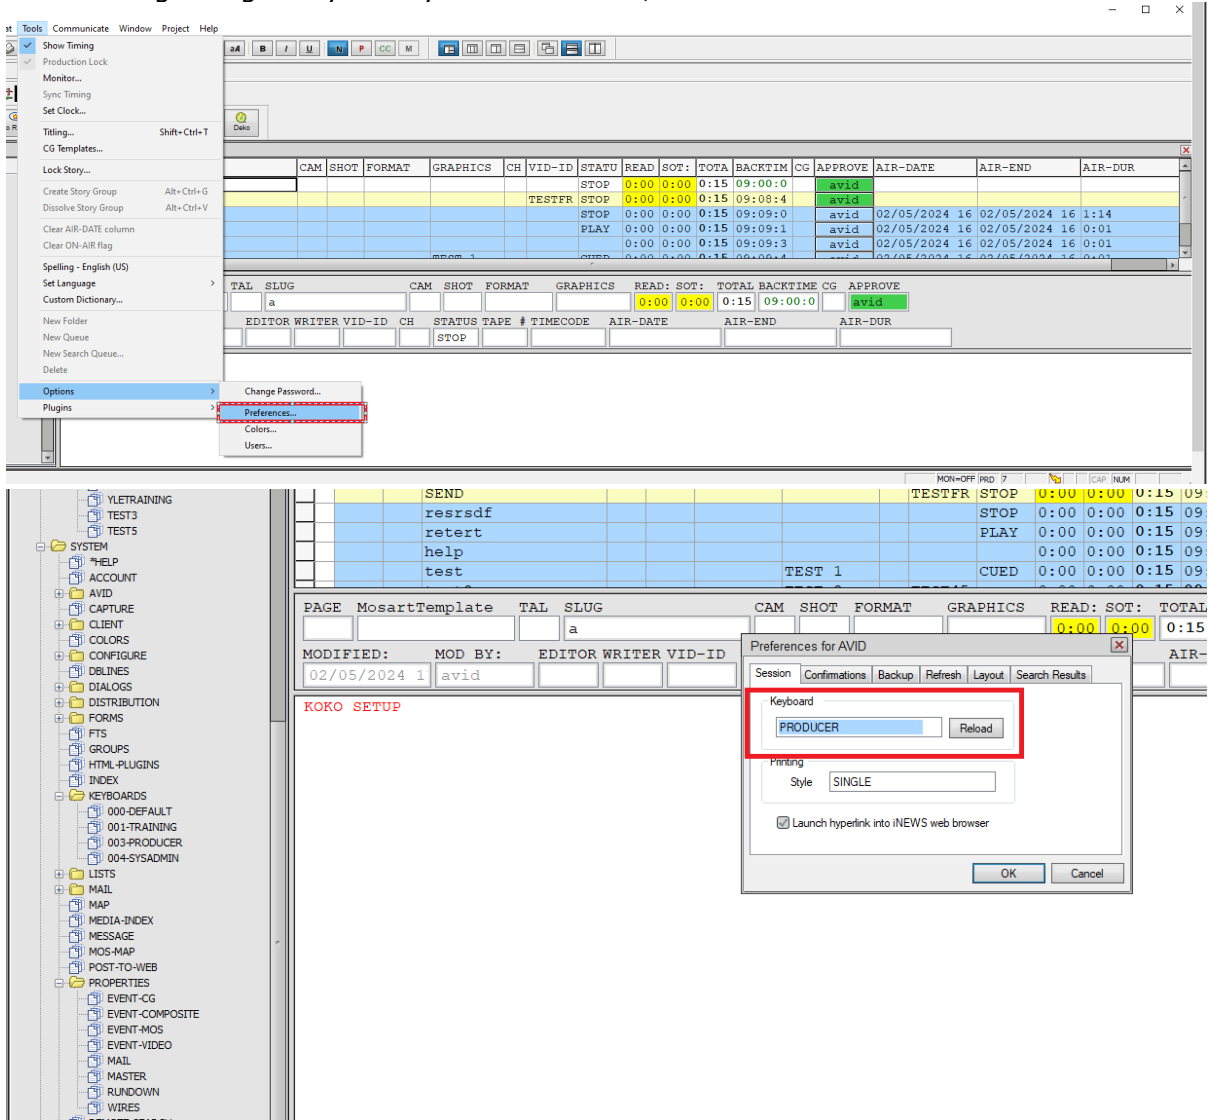 Tools Communicate Window Project Help
Show Timing
Production Lock
Monitor...
Sync Timing
Set Clock...
Titling... Shift+Ctrl+T
CG Templates...
Lock Story...
Create Story Group Alt+Ctrl+G
Dissolve Story Group Alt+Ctrl+V
Clear AIR-DATE column
Clear ON-AIR flag
Spelling - English (US)
Set Language >
Custom Dictionary...
New Folder
New Queue
New Search Queue...
Delete
Options >
Plugins >
Change Password...
Preferences...
Colors...
Users...
aA B I U N P CC M
Deko
CAM SHOT FORMAT GRAPHICS CH VID-ID STATU READ SOT: TOTA BACKTIM CG APPROVE AIR-DATE AIR-END AIR-DUR
STOP 0:00 0:00 0:15 09:00:0 avid
TESTFR STOP 0:00 0:00 0:15 09:08:4 avid
STOP 0:00 0:00 0:15 09:09:0 avid 02/05/2024 16 02/05/2024 16 1:14
PLAY 0:00 0:00 0:15 09:09:1 avid 02/05/2024 16 02/05/2024 16 0:01
0:00 0:00 0:15 09:09:3 avid 02/05/2024 16 02/05/2024 16 0:01
TAL SLUG CAM SHOT FORMAT GRAPHICS READ: SOT: TOTAL BACKTIME CG APPROVE
a 0:00 0:00 0:15 09:00:0 avid
EDITOR WRITER VID-ID CH STATUS TAPE # TIMECODE AIR-DATE AIR-END AIR-DUR
STOP
MON=OFF PRD 7 CAP NUM
YLETRAINING
TEST3
TEST5
SYSTEM
*HELP
ACCOUNT
AVID
CAPTURE
CLIENT
COLORS
CONFIGURE
DBLINES
DIALOGS
DISTRIBUTION
FORMS
FTS
GROUPS
HTML-PLUGINS
INDEX
KEYBOARDS
000-DEFAULT
001-TRAINING
003-PRODUCER
004-SYSADMIN
LISTS
MAIL
MAP
MEDIA-INDEX
MESSAGE
MOS-MAP
POST-TO-WEB
PROPERTIES
EVENT-CG
EVENT-COMPOSITE
EVENT-MOS
EVENT-VIDEO
MAIL
MASTER
RUNDOWN
WIRES
SEND TESTFR STOP 0:00 0:00 0:15 09
resrsdf STOP 0:00 0:00 0:15 09
retert PLAY 0:00 0:00 0:15 09
help 0:00 0:00 0:15 09
test TEST 1 CUED 0:00 0:00 0:15 09
PAGE MosartTemplate TAL SLUG CAM SHOT FORMAT GRAPHICS READ: SOT: TOTAL
a 0:00 0:00 0:15
MODIFIED: MOD BY: EDITOR WRITER VID-ID AIR-
02/05/2024 1 avid
KOKO SETUP
Preferences for AVID
Session Confirmations Backup Refresh Layout Search Results
Keyboard
PRODUCER Reload
Printing
Style SINGLE
Launch hyperlink into iNEWS web browser
OK Cancel